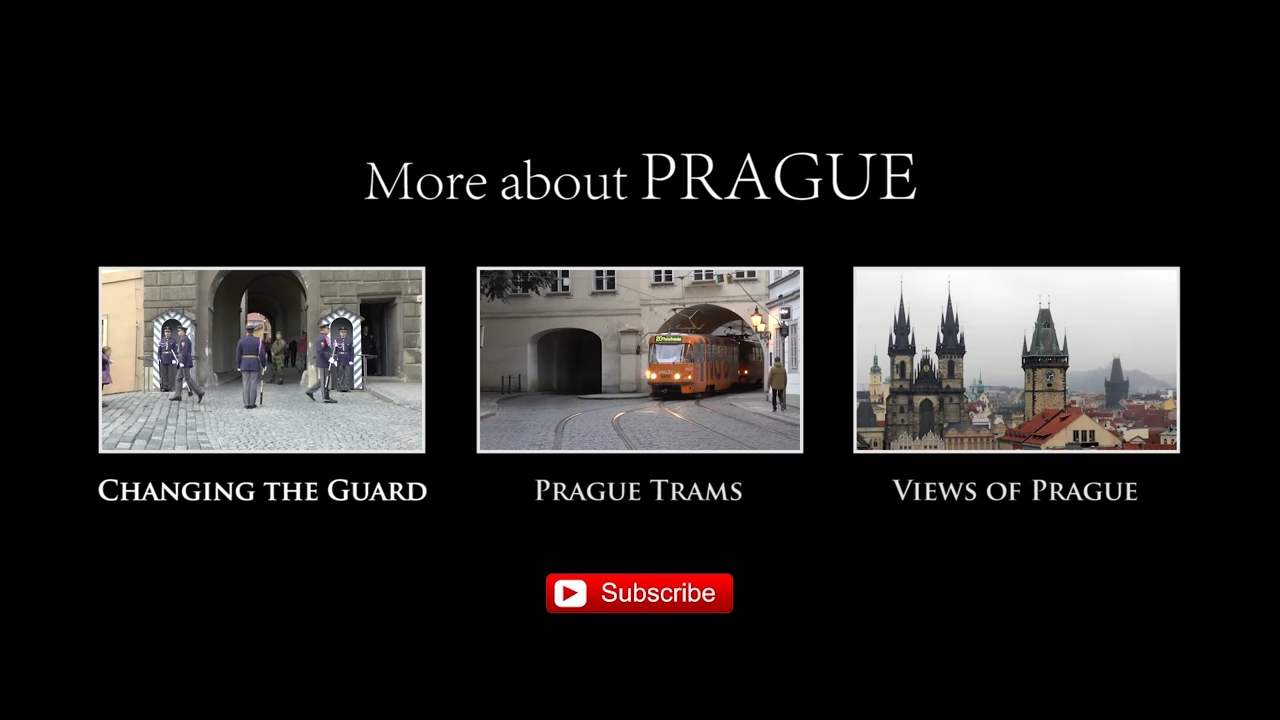 More about PRAGUE
Changing the Guard
Prague Trams
Views of Prague
Subscribe